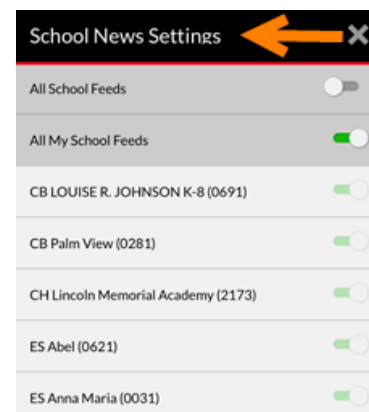 School News Settings
All School Feeds
All My School Feeds
CB LOUISE R. JOHNSON K-8 (0691)
CB Palm View (0281)
CH Lincoln Memorial Academy (2173)
ES Abel (0621)
ES Anna Maria (0031)